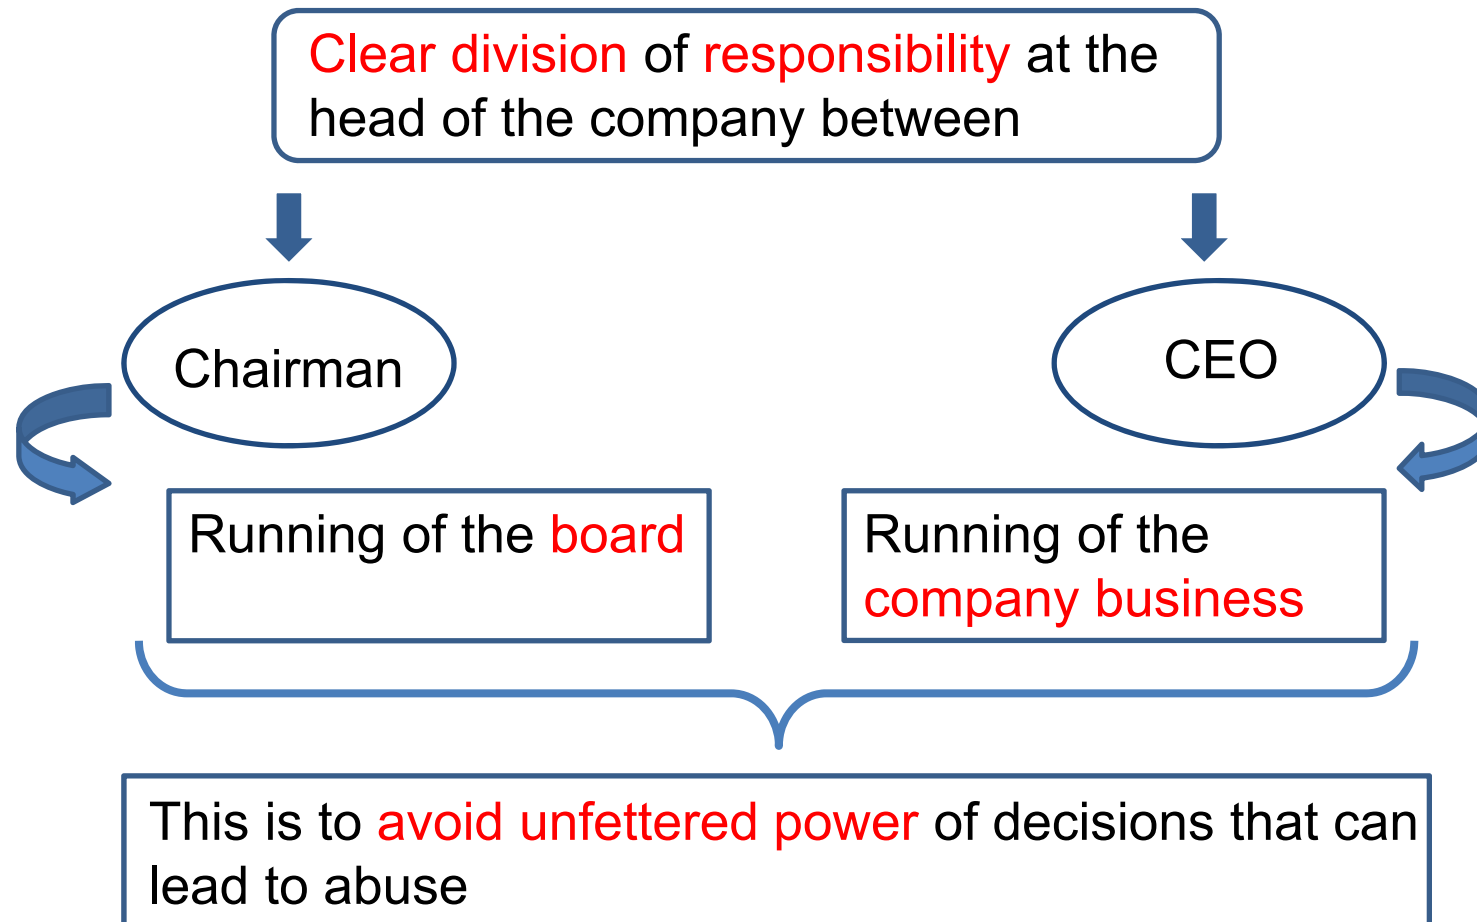 Clear division of responsibility at the
head of the company between
Chairman
CEO
Running of the board
Running of the
company business
This is to avoid unfettered power of decisions that can
lead to abuse